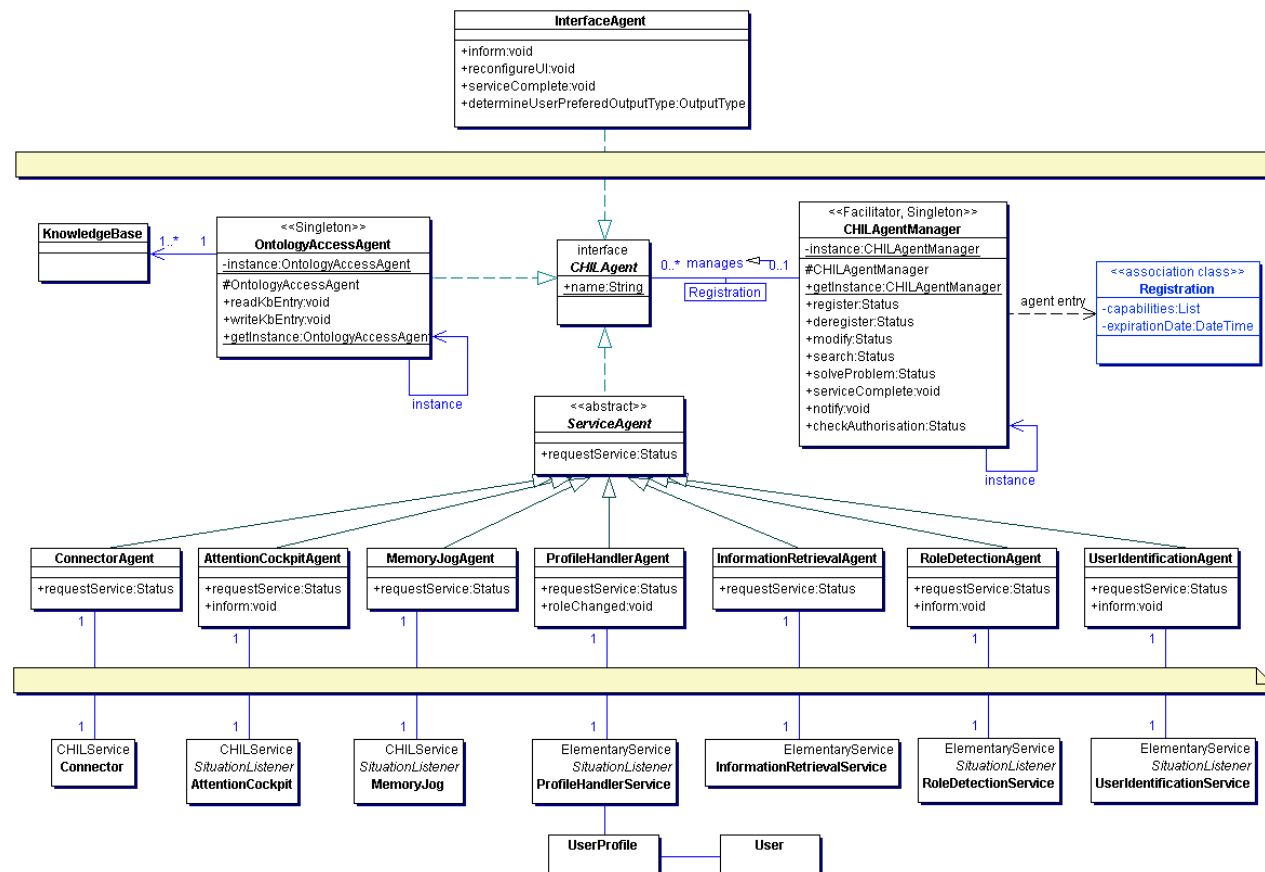 InterfaceAgent
+inform:void
+reconfigureUI:void
+serviceComplete:void
+determineUserPreferedOutputType:OutputType
KnowledgeBase
1..*
1
<<Singleton>>
OntologyAccessAgent
-instance:OntologyAccessAgent
#OntologyAccessAgent
+readKbEntry:void
+writeKbEntry:void
+getInstance:OntologyAccessAgent
instance
interface
CHILAgent
+name:String
0..*
manages
0..1
Registration
<<Facilitator, Singleton>>
CHILAgentManager
-instance:CHILAgentManager
#CHILAgentManager
+getInstance:CHILAgentManager
+register:Status
+deregister:Status
+modify:Status
+search:Status
+solveProblem:Status
+serviceComplete:void
+notify:void
+checkAuthorisation:Status
instance
agent entry
<<association class>>
Registration
-capabilities:List
-expirationDate:DateTime
<<abstract>>
ServiceAgent
+requestService:Status
ConnectorAgent
+requestService:Status
AttentionCockpitAgent
+requestService:Status
+inform:void
MemoryJogAgent
+requestService:Status
ProfileHandlerAgent
+requestService:Status
+roleChanged:void
InformationRetrievalAgent
+requestService:Status
RoleDetectionAgent
+requestService:Status
+inform:void
UserIdentificationAgent
+requestService:Status
+inform:void
1
1
1
1
1
1
1
1
1
1
1
1
1
1
CHILService
Connector
CHILService
SituationListener
AttentionCockpit
CHILService
SituationListener
MemoryJog
ElementaryService
SituationListener
ProfileHandlerService
ElementaryService
InformationRetrievalService
ElementaryService
SituationListener
RoleDetectionService
ElementaryService
SituationListener
UserIdentificationService
UserProfile
User